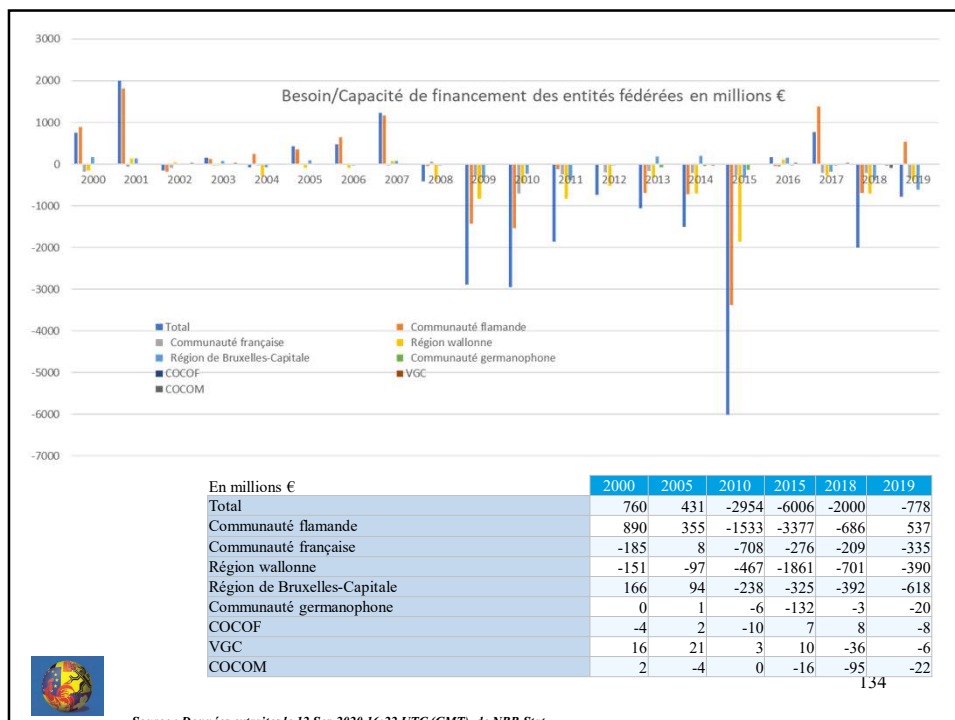 3000
2000
1000
0
-1000
-2000
-3000
-4000
-5000
-6000
-7000
Besoin/Capacité de financement des entités fédérées en millions €
2000 2001 2002 2003 2004 2005 2006 2007 2008 2009 2010 2011 2012 2013 2014 2015 2016 2017 2018 2019
Total Communauté flamande
Communauté française Région wallonne
Région de Bruxelles-Capitale Communauté germanophone
COCOF VGC
COCOM
En millions € 2000 2005 2010 2015 2018 2019
Total 760 431 -2954 -6006 -2000 -778
Communauté flamande 890 355 -1533 -3377 -686 537
Communauté française -185 8 -708 -276 -209 -335
Région wallonne -151 -97 -467 -1861 -701 -390
Région de Bruxelles-Capitale 166 94 -238 -325 -392 -618
Communauté germanophone 0 1 -6 -132 -3 -20
COCOF -4 2 -10 7 8 -8
VGC 16 21 3 10 -36 -6
COCOM 2 -4 0 -16 -95 -22
134